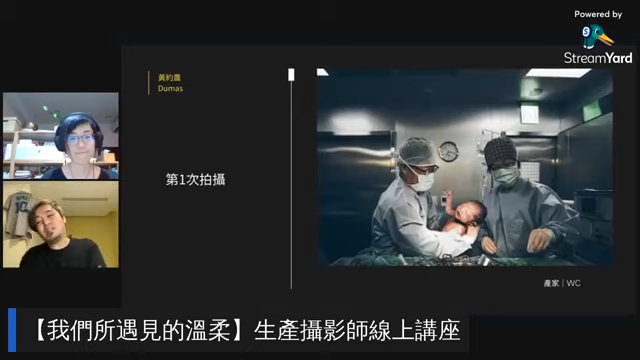 Powered by
StreamYard
黃約農
Dumas
第1次拍攝
產家｜WC
【我們所遇見的溫柔】生產攝影師線上講座